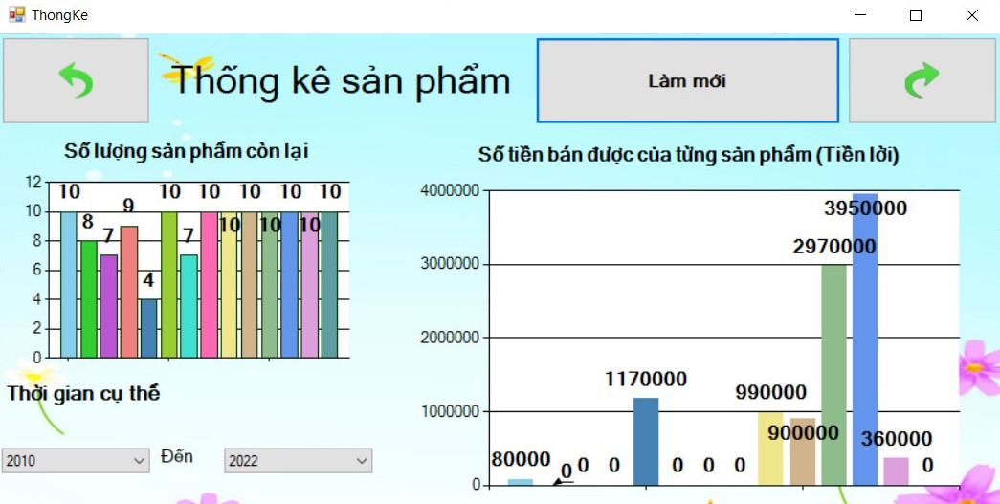 ThongKe
Thống kê sản phẩm
Làm mới
Số lượng sản phẩm còn lại
12
10
8
6
4
2
0
10 8 7 9 4 10 7 10 10 10 10 10 10 10
Thời gian cụ thể
2010 Đến 2022
Số tiền bán được của từng sản phẩm (Tiền lời)
4000000
3000000
2000000
1000000
0
80000 0 0 0 1170000 0 0 0 990000 900000 2970000 3950000 360000 0